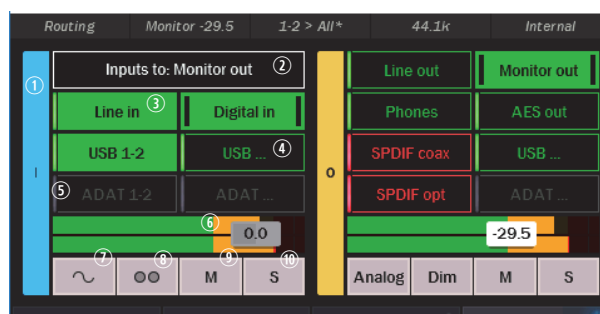 Routing Monitor -29.5 1-2 > All* 44.1k Internal
① Inputs to: Monitor out ② Line out Monitor out
Line in ③ Digital in Phones AES out
USB 1-2 USB ... ④ SPDIF coax USB ...
I O
⑤ ADAT 1-2 ADAT ... SPDIF opt ADAT ...
⑥ 0.0 -29.5
⑦ ⑧ M ⑨ S ⑩ Analog Dim M S